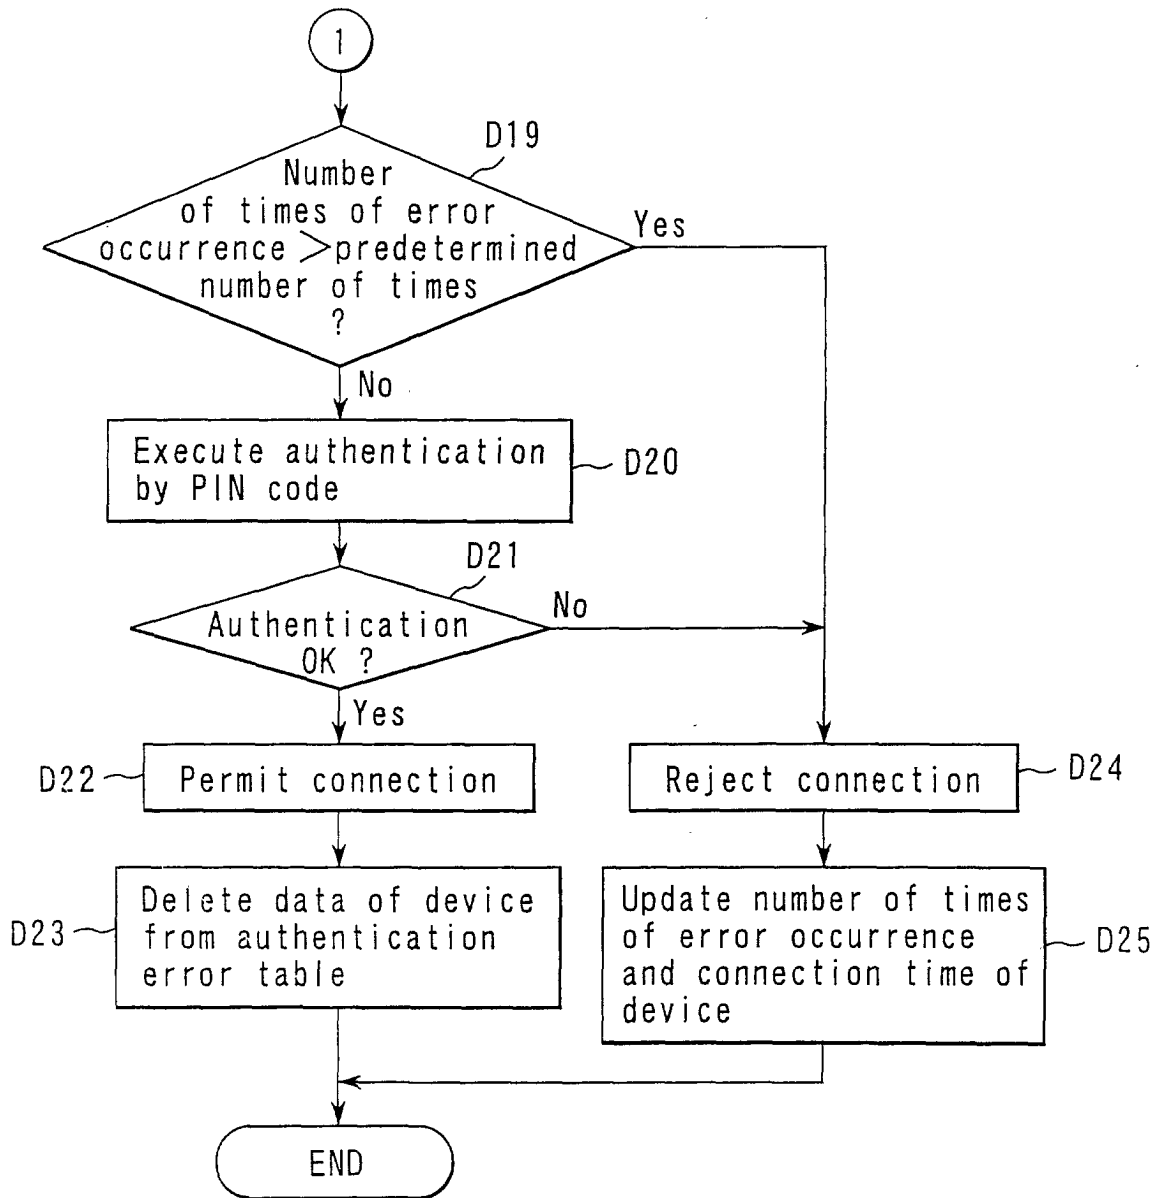 1
D19
Number
of times of error
occurrence > predetermined
number of times
?
Yes
No
Execute authentication
by PIN code
D20
D21
Authentication
OK ?
No
Yes
D22
Permit connection
Reject connection
D24
D23
Delete data of device
from authentication
error table
Update number of times
of error occurrence
and connection time of
device
D25
END